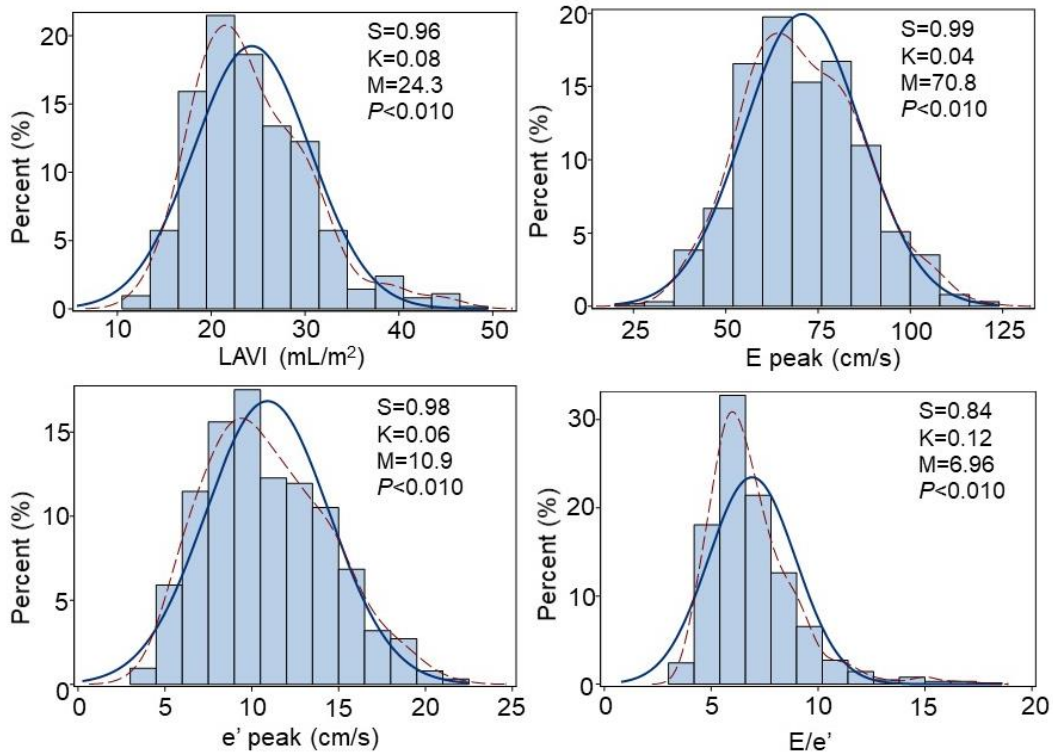 Percent (%)
20
15
10
5
0
S=0.96
K=0.08
M=24.3
P<0.010
10 20 30 40 50
LAVI (mL/m²)
Percent (%)
20
15
10
5
0
S=0.99
K=0.04
M=70.8
P<0.010
25 50 75 100 125
E peak (cm/s)
Percent (%)
15
10
5
0
S=0.98
K=0.06
M=10.9
P<0.010
0 5 10 15 20 25
e' peak (cm/s)
Percent (%)
30
20
10
0
S=0.84
K=0.12
M=6.96
P<0.010
0 5 10 15 20
E/e'